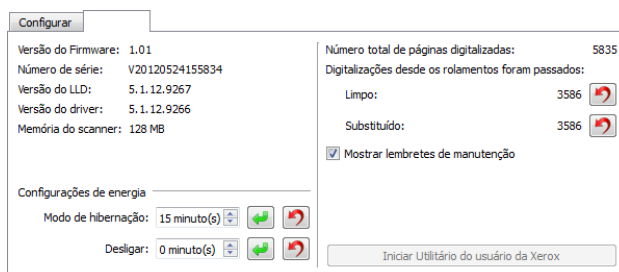 Configurar
Versão do Firmware: 1.01
Número de série: V20120524155834
Versão do LLD: 5.1.12.9267
Versão do driver: 5.1.12.9266
Memória do scanner: 128 MB
Configurações de energia
Modo de hibernação: 15 minuto(s)
Desligar: 0 minuto(s)
Número total de páginas digitalizadas: 5835
Digitalizações desde os rolamentos foram passados:
Limpo: 3586
Substituído: 3586
Mostrar lembretes de manutenção
Iniciar Utilitário do usuário da Xerox